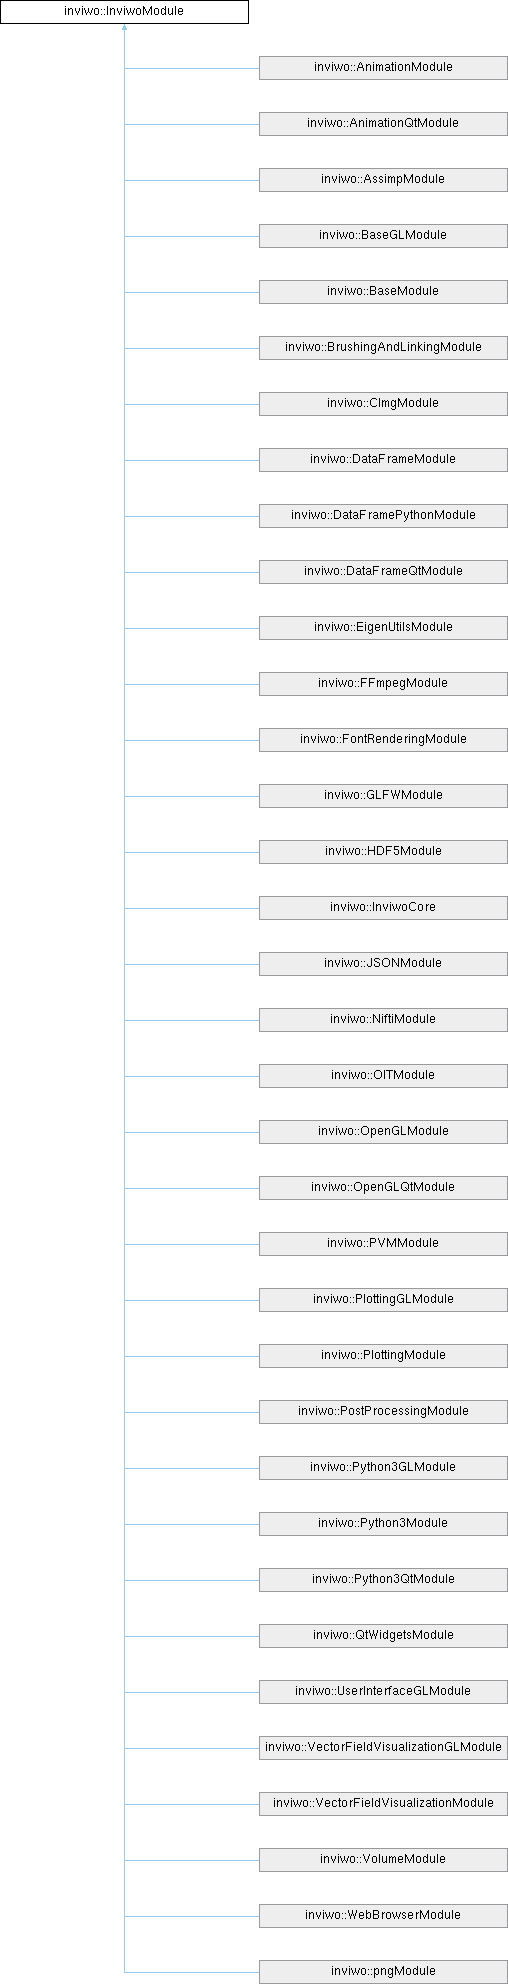 inviwo::InviwoModule
inviwo::AnimationModule
inviwo::AnimationQtModule
inviwo::AssimpModule
inviwo::BaseGLModule
inviwo::BaseModule
inviwo::BrushingAndLinkingModule
inviwo::CImgModule
inviwo::DataFrameModule
inviwo::DataFramePythonModule
inviwo::DataFrameQtModule
inviwo::EigenUtilsModule
inviwo::FFmpegModule
inviwo::FontRenderingModule
inviwo::GLFWModule
inviwo::HDF5Module
inviwo::InviwoCore
inviwo::JSONModule
inviwo::NiftiModule
inviwo::OITModule
inviwo::OpenGLModule
inviwo::OpenGLQtModule
inviwo::PVMModule
inviwo::PlottingGLModule
inviwo::PlottingModule
inviwo::PostProcessingModule
inviwo::Python3GLModule
inviwo::Python3Module
inviwo::Python3QtModule
inviwo::QtWidgetsModule
inviwo::UserInterfaceGLModule
inviwo::VectorFieldVisualizationGLModule
inviwo::VectorFieldVisualizationModule
inviwo::VolumeModule
inviwo::WebBrowserModule
inviwo::pngModule